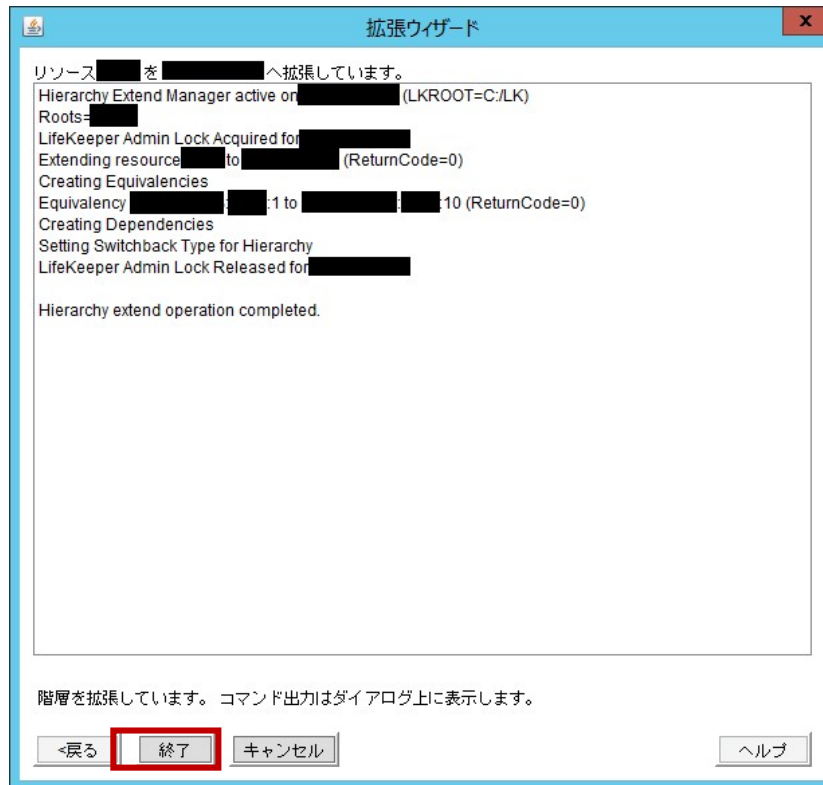 拡張ウィザード
x
リソース を へ拡張しています。
Hierarchy Extend Manager active on (LKROOT=C:/LK)
Roots=
LifeKeeper Admin Lock Acquired for
Extending resource to (ReturnCode=0)
Creating Equivalencies
Equivalency : :1 to : :10 (ReturnCode=0)
Creating Dependencies
Setting Switchback Type for Hierarchy
LifeKeeper Admin Lock Released for
Hierarchy extend operation completed.
階層を拡張しています。コマンド出力はダイアログ上に表示します。
<戻る 終了 キャンセル ヘルプ